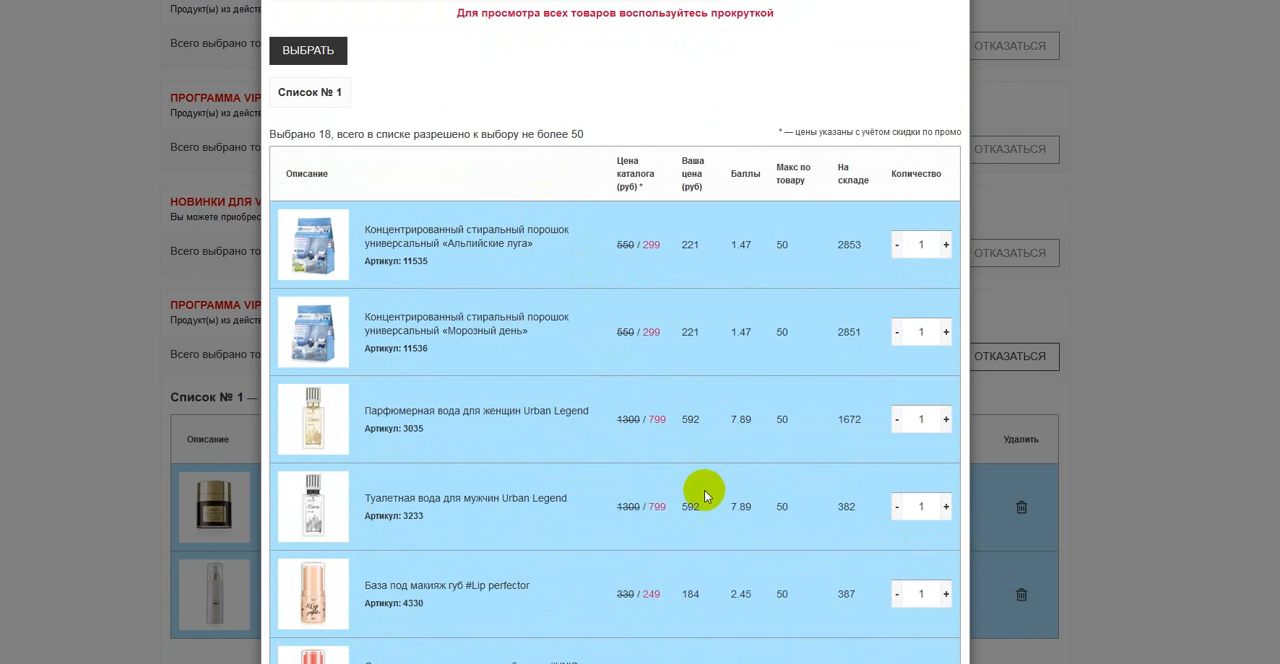 Для просмотра всех товаров воспользуйтесь прокруткой
ВЫБРАТЬ
Список № 1
Выбрано 18, всего в списке разрешено к выбору не более 50
* — цены указаны с учётом скидки по промо
Описание
Цена каталога (руб) *
Ваша цена (руб)
Баллы
Макс по товару
На складе
Количество
Концентрированный стиральный порошок
универсальный «Альпийские луга»
Артикул: 11535
550 / 299 221 1.47 50 2853 - 1 +
Концентрированный стиральный порошок
универсальный «Морозный день»
Артикул: 11536
550 / 299 221 1.47 50 2851 - 1 +
Парфюмерная вода для женщин Urban Legend
Артикул: 3035
1300 / 799 592 7.89 50 1672 - 1 +
Туалетная вода для мужчин Urban Legend
Артикул: 3233
1300 / 799 592 7.89 50 382 - 1 +
База под макияж губ #Lip perfector
Артикул: 4330
330 / 249 184 2.45 50 387 - 1 +
Продукт(ы) из дейст
Всего выбрано то
ОТКАЗАТЬСЯ
ПРОГРАММА VIP
Продукт(ы) из дейст
Всего выбрано то
ОТКАЗАТЬСЯ
НОВИНКИ ДЛЯ V
Вы можете приобрес
Всего выбрано то
ОТКАЗАТЬСЯ
ПРОГРАММА VIP
Продукт(ы) из дейст
Всего выбрано то
ОТКАЗАТЬСЯ
Список № 1 —
Описание
Удалить